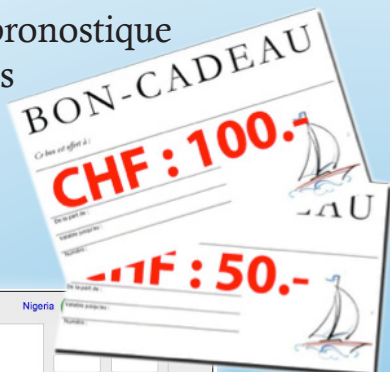 pronostique
s
BON-CADEAU
Ce bon est offert à :
CHF : 100.-
De la part de :
Valable jusqu'au :
Numéro :
AU
CHF : 50.-
De la part de :
Valable jusqu'au :
Numéro :
Nigeria